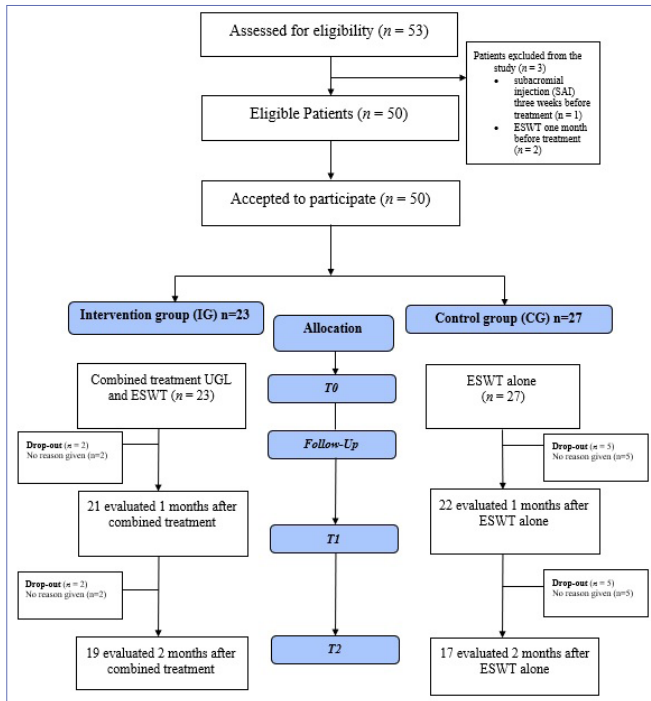 Assessed for eligibility (n = 53)
Patients excluded from the
study (n = 3)
• subacromial
injection (SAI)
three weeks before
treatment (n = 1)
• ESWT one month
before treatment
(n = 2)
Eligible Patients (n = 50)
Accepted to participate (n = 50)
Intervention group (IG) n=23
Allocation
Control group (CG) n=27
Combined treatment UGL
and ESWT (n = 23)
T0
ESWT alone
(n = 27)
Drop-out (n = 2)
No reason given (n=2)
Follow-Up
Drop-out (n = 5)
No reason given (n=5)
21 evaluated 1 months after
combined treatment
T1
22 evaluated 1 months after
ESWT alone
Drop-out (n = 2)
No reason given (n=2)
Drop-out (n = 5)
No reason given (n=5)
19 evaluated 2 months after
combined treatment
T2
17 evaluated 2 months after
ESWT alone